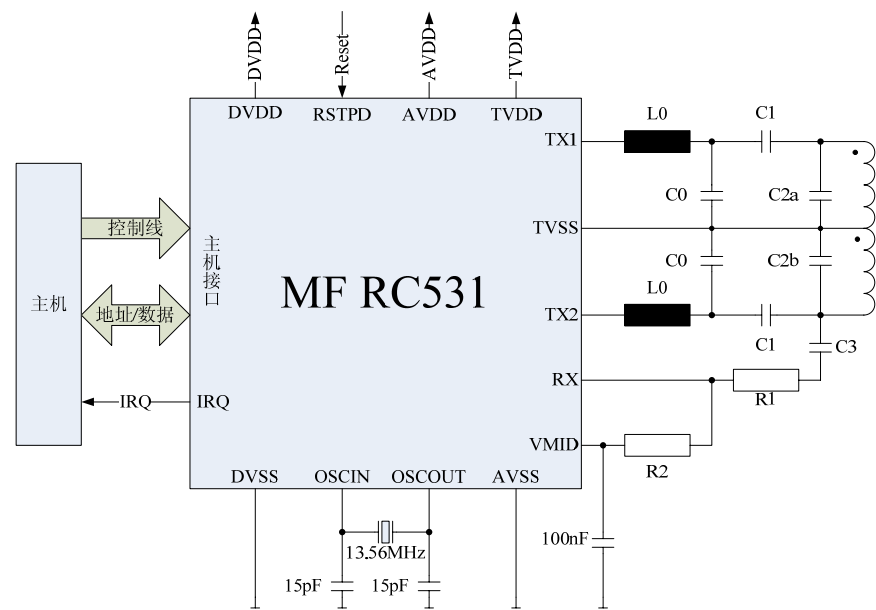 DVDD
Reset
AVDD
TVDD
DVDD
RSTPD
AVDD
TVDD
TX1
L0
C1
C0
C2a
控制线
主机接口
TVSS
C0
C2b
MF RC531
主机
地址/数据
L0
TX2
C1
C3
IRQ
IRQ
RX
R1
VMID
R2
DVSS
OSCIN
OSCOUT
AVSS
13.56MHz
100nF
15pF
15pF